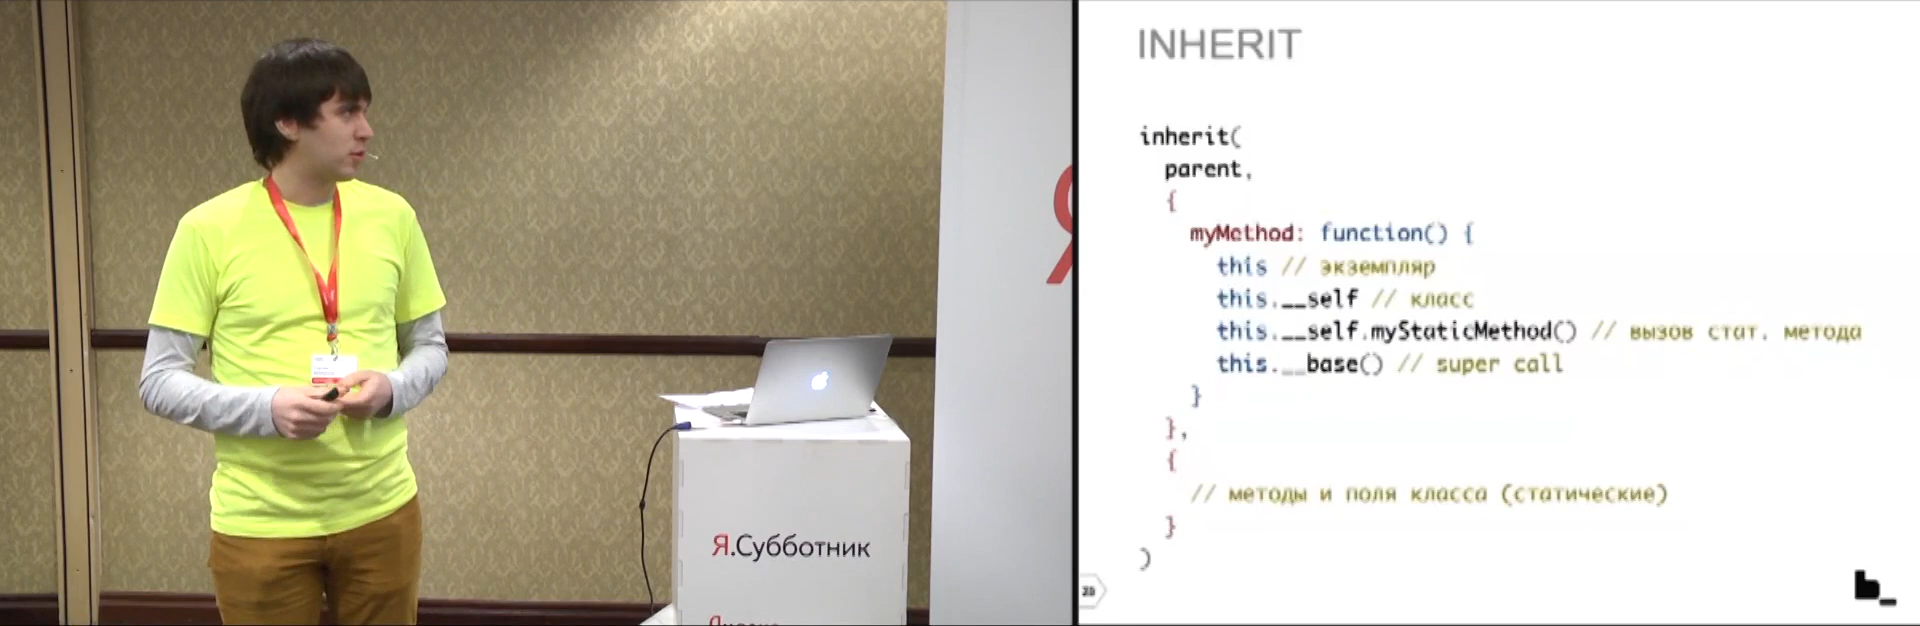 INHERIT
inherit(
parent,
{
myMethod: function() {
this // экземпляр
this.__self // класс
this.__self.myStaticMethod() // вызов стат. метода
this.__base() // super call
}
},
{
// методы и поля класса (статические)
}
)
b_
Я
Я.Субботник